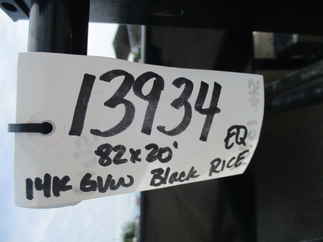 13934
82x20' EQ
14K GVW Black RICE